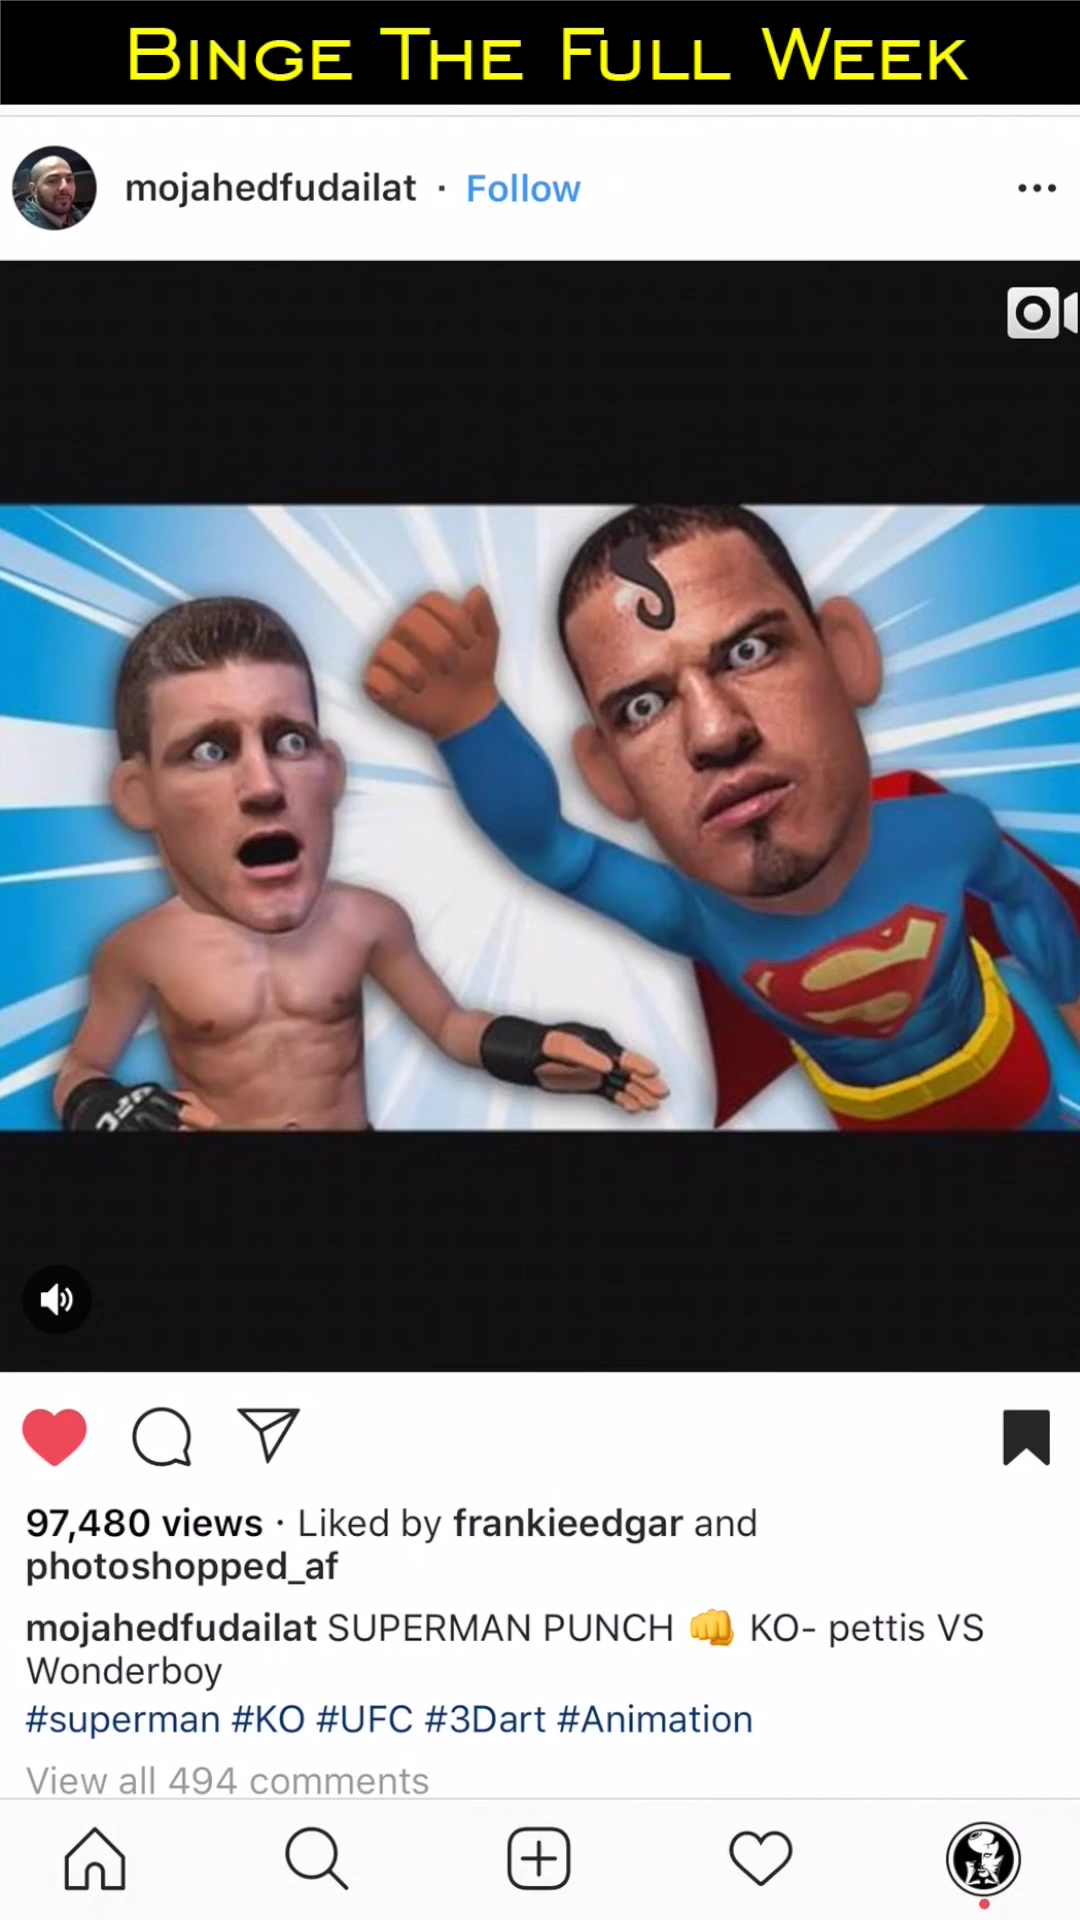 BINGE THE FULL WEEK
mojahedfudailat · Follow
S
UFC
97,480 views · Liked by frankieedgar and
photoshopped_af
mojahedfudailat SUPERMAN PUNCH 👊 KO- pettis VS
Wonderboy
#superman #KO #UFC #3Dart #Animation
View all 494 comments